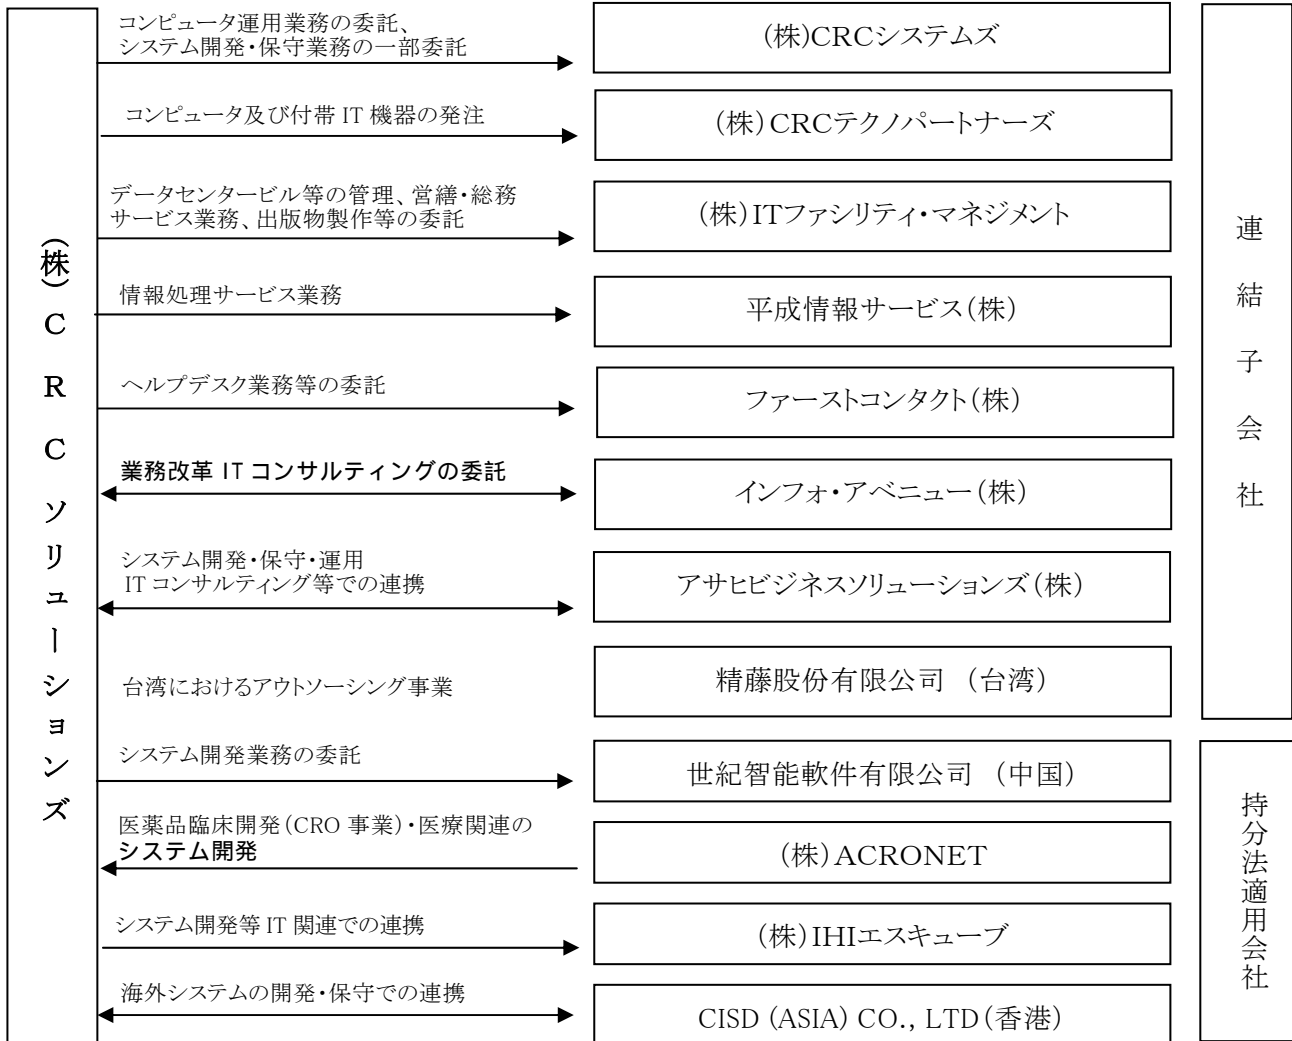 (株)CRCソリューションズ
コンピュータ運用業務の委託、
システム開発・保守業務の一部委託
(株)CRCシステムズ
コンピュータ及び付帯 IT 機器の発注
(株)CRCテクノパートナーズ
データセンタービル等の管理、営繕・総務
サービス業務、出版物製作等の委託
(株)ITファシリティ・マネジメント
情報処理サービス業務
平成情報サービス(株)
ヘルプデスク業務等の委託
ファーストコンタクト(株)
業務改革 IT コンサルティングの委託
インフォ・アベニュー(株)
システム開発・保守・運用
IT コンサルティング等での連携
アサヒビジネスソリューションズ(株)
台湾におけるアウトソーシング事業
精藤股份有限公司 (台湾)
連結子会社
システム開発業務の委託
世紀智能軟件有限公司 (中国)
医薬品臨床開発(CRO 事業)・医療関連の
システム開発
(株)ACRONET
システム開発等 IT 関連での連携
(株)IHIエスキューブ
海外システムの開発・保守での連携
CISD (ASIA) CO., LTD(香港)
持分法適用会社